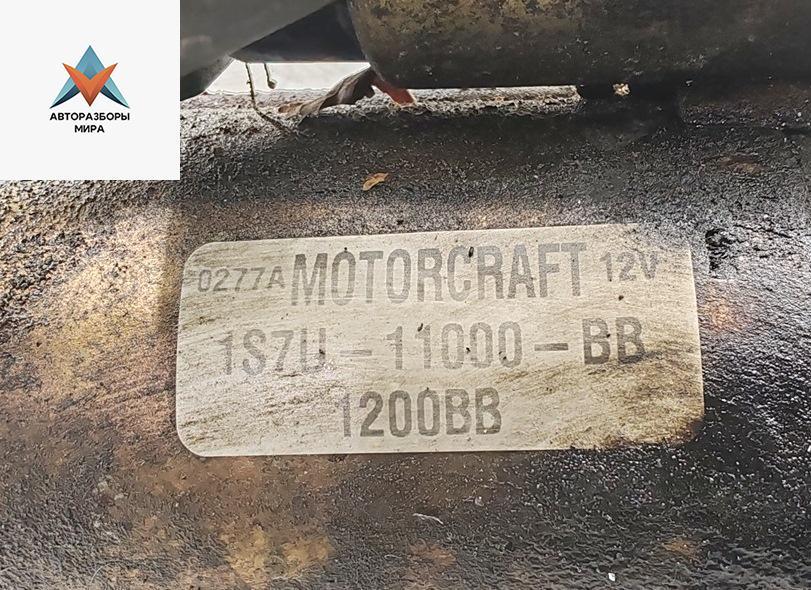 АВТОРАЗБОРЫ
МИРА
0277A MOTORCRAFT 12V
1S7U-11000-BB
1200BB